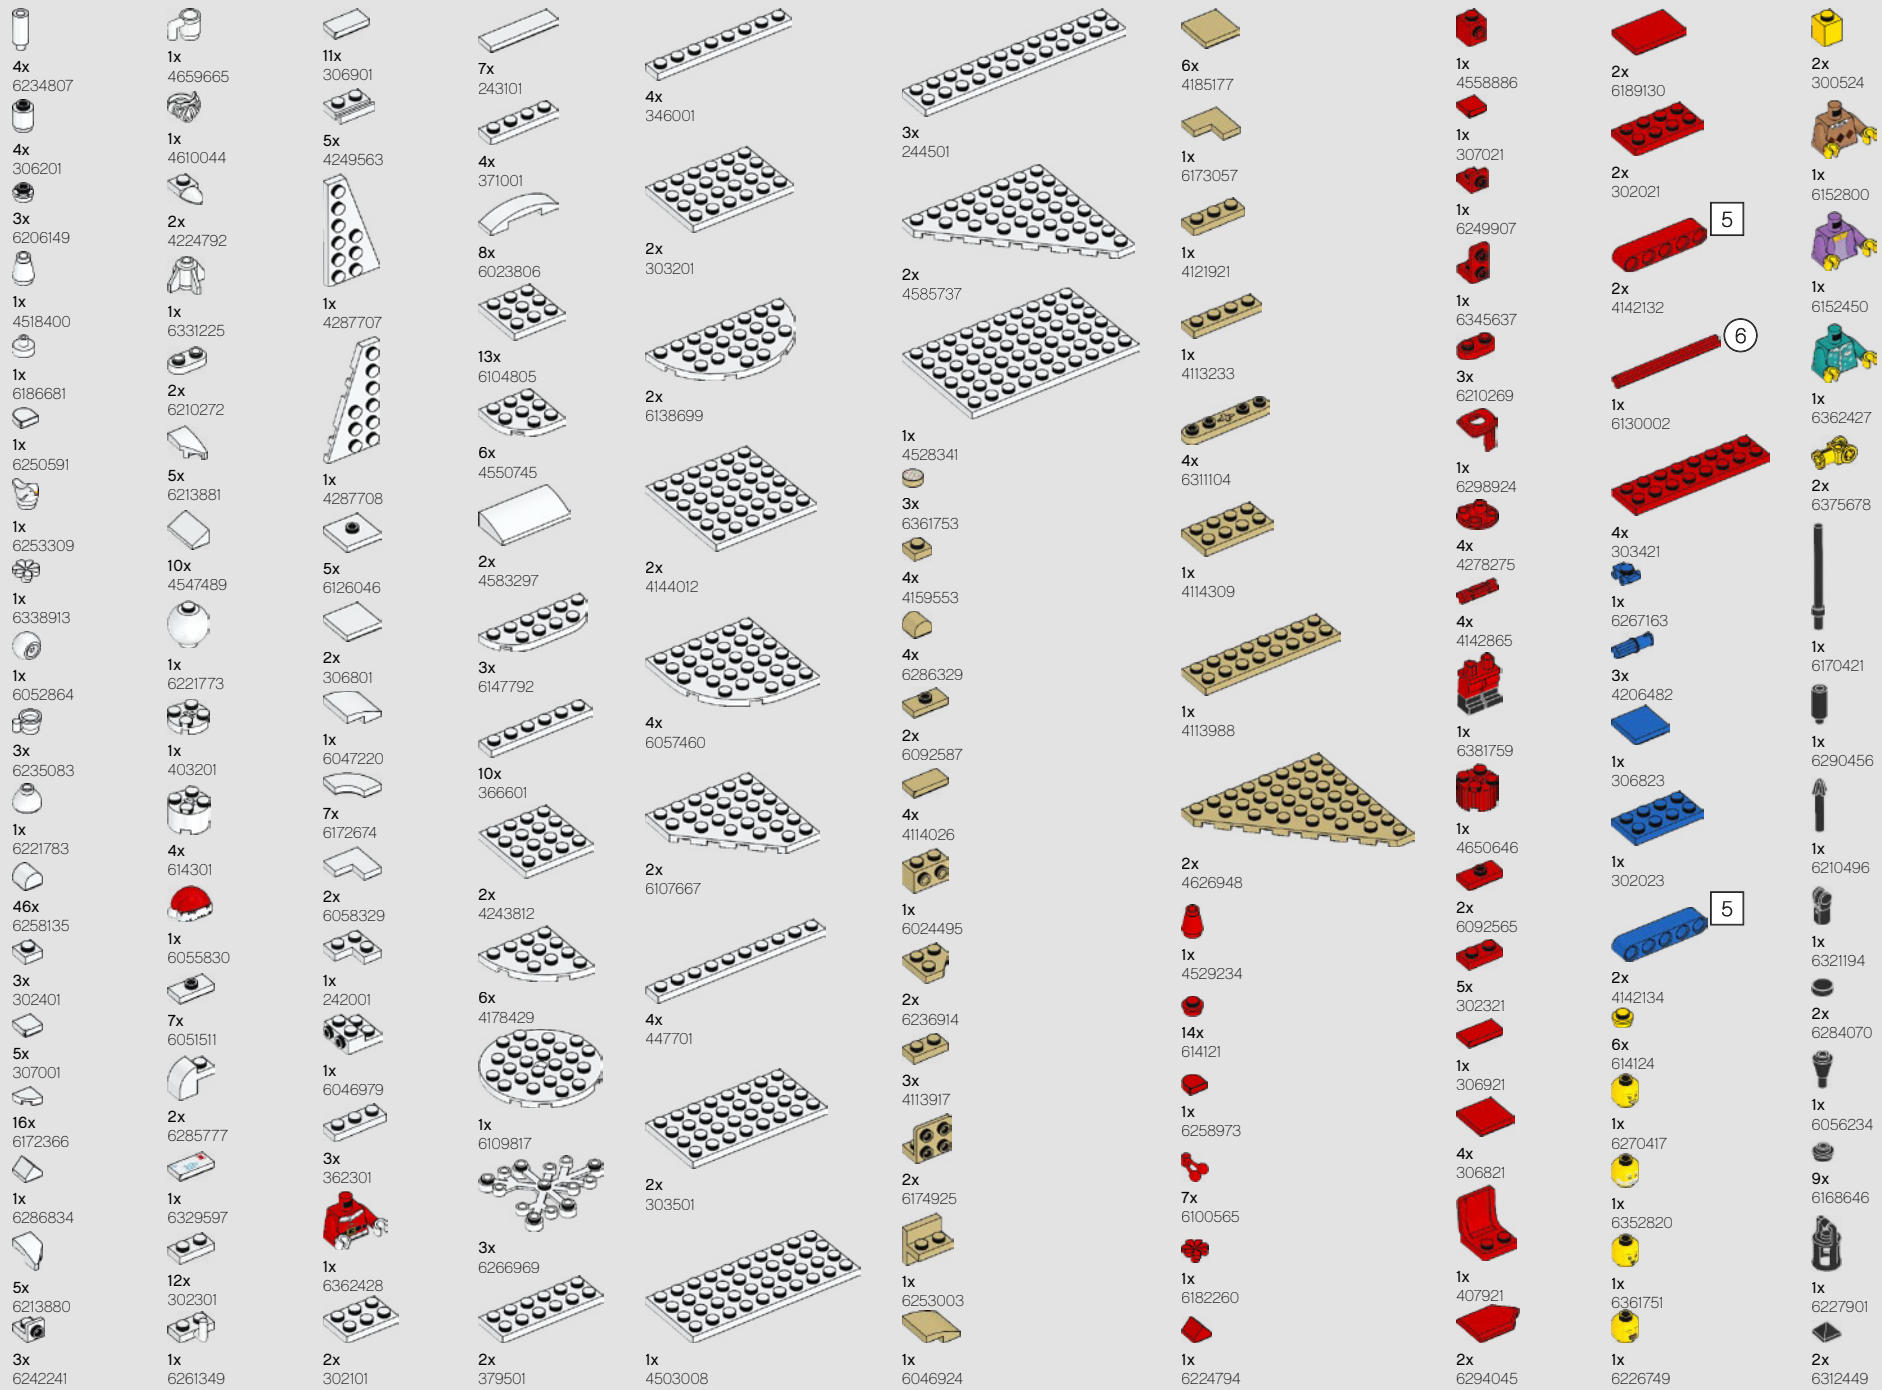 4x
6234807
4x
306201
3x
6206149
1x
4518400
1x
6186681
1x
6250591
1x
6253309
1x
6338913
1x
6052864
3x
6235083
1x
6221783
46x
6258135
3x
302401
5x
307001
16x
6172366
1x
6286834
5x
6213880
3x
6242241
1x
4659665
1x
4610044
2x
4224792
1x
6331225
2x
6210272
5x
6213881
10x
4547489
1x
6221773
1x
403201
4x
614301
1x
6055830
7x
6051511
2x
6285777
1x
6329597
12x
302301
1x
6261349
11x
306901
5x
4249563
1x
4287707
1x
4287708
5x
6126046
2x
306801
1x
6047220
7x
6172674
2x
6058329
1x
242001
1x
6046979
3x
362301
1x
6362428
2x
302101
7x
243101
4x
371001
8x
6023806
13x
6104805
6x
4550745
2x
4583297
3x
6147792
10x
366601
2x
4243812
6x
4178429
1x
6109817
3x
6266969
2x
379501
4x
346001
2x
303201
2x
6138699
2x
4144012
4x
6057460
2x
6107667
4x
447701
2x
303501
1x
4503008
3x
244501
2x
4585737
1x
4528341
3x
6361753
4x
4159553
4x
6286329
2x
6092587
4x
4114026
1x
6024495
2x
6236914
3x
4113917
2x
6174925
1x
6253003
1x
6046924
6x
4185177
1x
6173057
1x
4121921
1x
4113233
4x
6311104
1x
4114309
1x
4113988
2x
4626948
1x
4529234
14x
614121
1x
6258973
7x
6100565
1x
6182260
1x
6224794
1x
4558886
1x
307021
1x
6249907
1x
6345637
3x
6210269
1x
6298924
4x
4278275
4x
4142865
1x
6381759
1x
4650646
2x
6092565
5x
302321
1x
306921
4x
306821
1x
407921
2x
6294045
2x
6189130
2x
302021
5
2x
4142132
6
1x
6130002
4x
303421
1x
6267163
3x
4206482
1x
306823
1x
302023
5
2x
4142134
6x
614124
1x
6270417
1x
6352820
1x
6361751
1x
6226749
2x
300524
1x
6152800
1x
6152450
1x
6362427
2x
6375678
1x
6170421
1x
6290456
1x
6210496
1x
6321194
2x
6284070
1x
6056234
9x
6168646
1x
6227901
2x
6312449